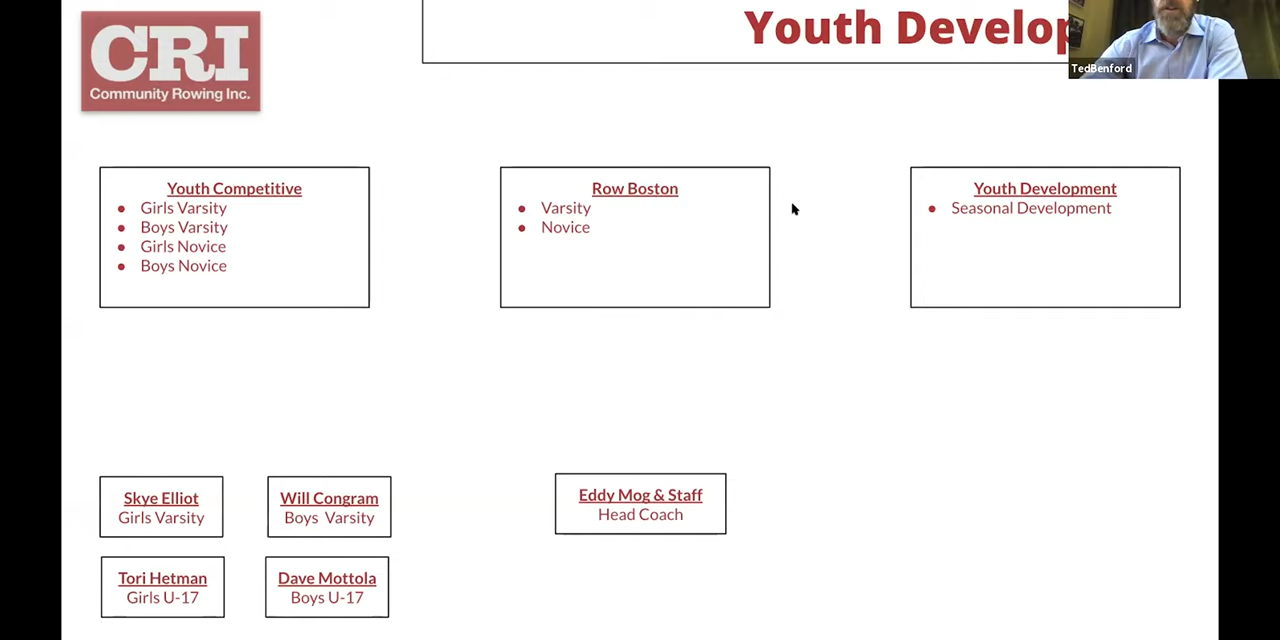 CRI
Community Rowing Inc.
Youth Develop
TedBenford
Youth Competitive
• Girls Varsity
• Boys Varsity
• Girls Novice
• Boys Novice
Row Boston
• Varsity
• Novice
Youth Development
• Seasonal Development
Skye Elliot
Girls Varsity
Will Congram
Boys Varsity
Eddy Mog & Staff
Head Coach
Tori Hetman
Girls U-17
Dave Mottola
Boys U-17